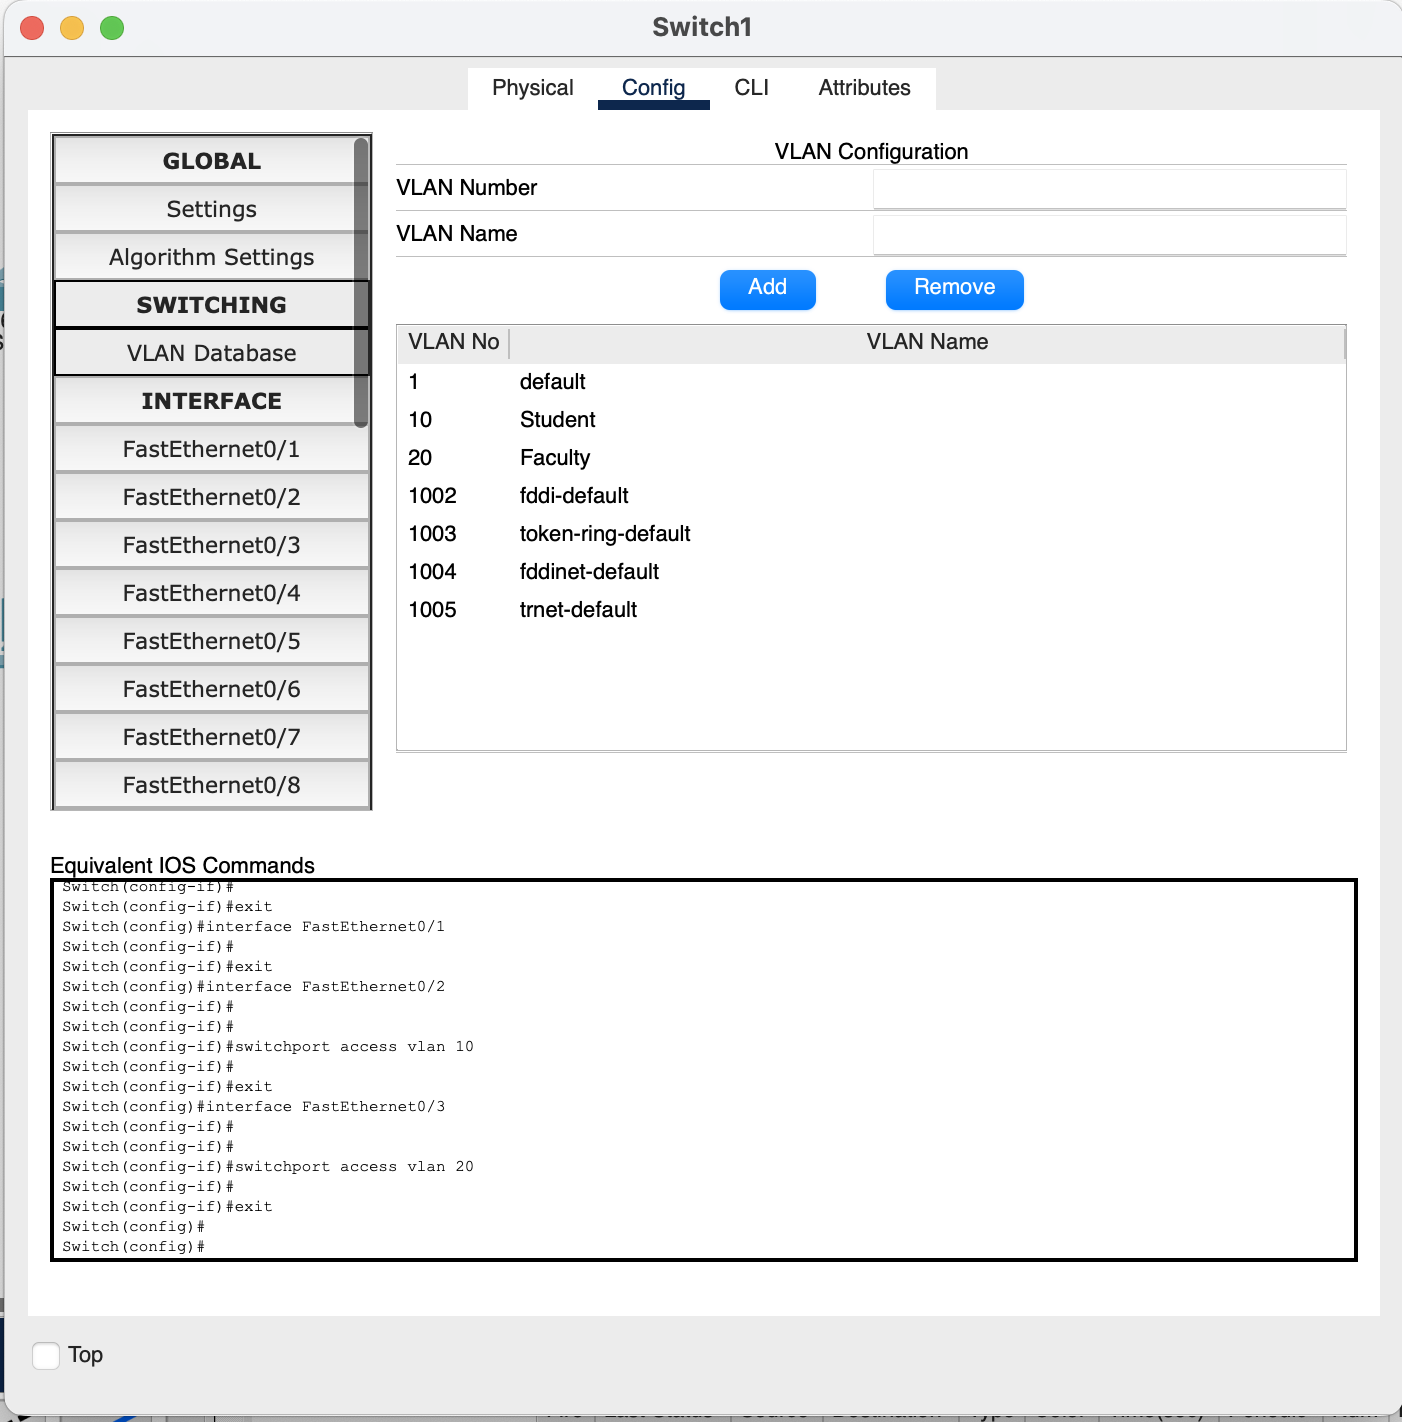 Switch1
Physical
Config
CLI
Attributes
GLOBAL
Settings
Algorithm Settings
SWITCHING
VLAN Database
INTERFACE
FastEthernet0/1
FastEthernet0/2
FastEthernet0/3
FastEthernet0/4
FastEthernet0/5
FastEthernet0/6
FastEthernet0/7
FastEthernet0/8
VLAN Configuration
VLAN Number
VLAN Name
Add
Remove
VLAN No VLAN Name
1 default
10 Student
20 Faculty
1002 fddi-default
1003 token-ring-default
1004 fddinet-default
1005 trnet-default
Equivalent IOS Commands
Switch(config-if)#
Switch(config-if)#exit
Switch(config)#interface FastEthernet0/1
Switch(config-if)#
Switch(config-if)#exit
Switch(config)#interface FastEthernet0/2
Switch(config-if)#
Switch(config-if)#
Switch(config-if)#switchport access vlan 10
Switch(config-if)#
Switch(config-if)#exit
Switch(config)#interface FastEthernet0/3
Switch(config-if)#
Switch(config-if)#
Switch(config-if)#switchport access vlan 20
Switch(config-if)#
Switch(config-if)#exit
Switch(config)#
Switch(config)#
Top